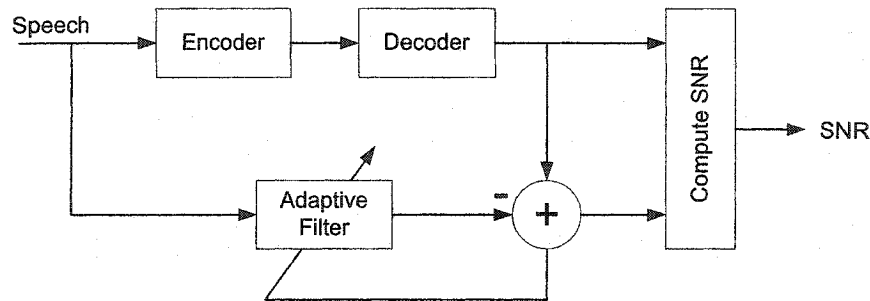 Speech
Encoder
Decoder
Compute SNR
SNR
Adaptive
Filter
-
+